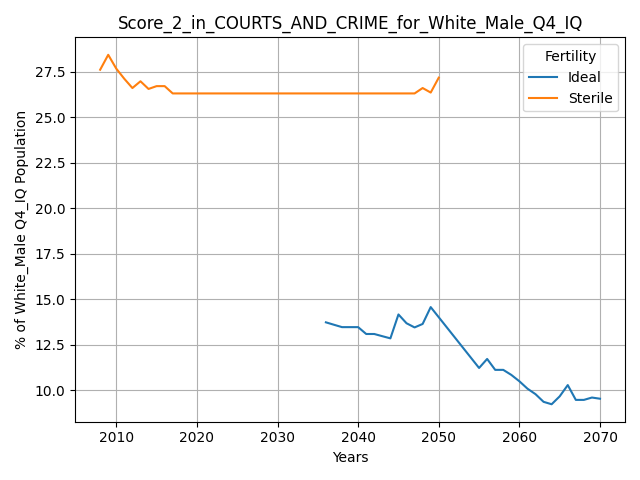 Score_2_in_COURTS_AND_CRIME_for_White_Male_Q4_IQ
Fertility
Ideal
Sterile
% of White_Male Q4_IQ Population
27.5
25.0
22.5
20.0
17.5
15.0
12.5
10.0
2010 2020 2030 2040 2050 2060 2070
Years